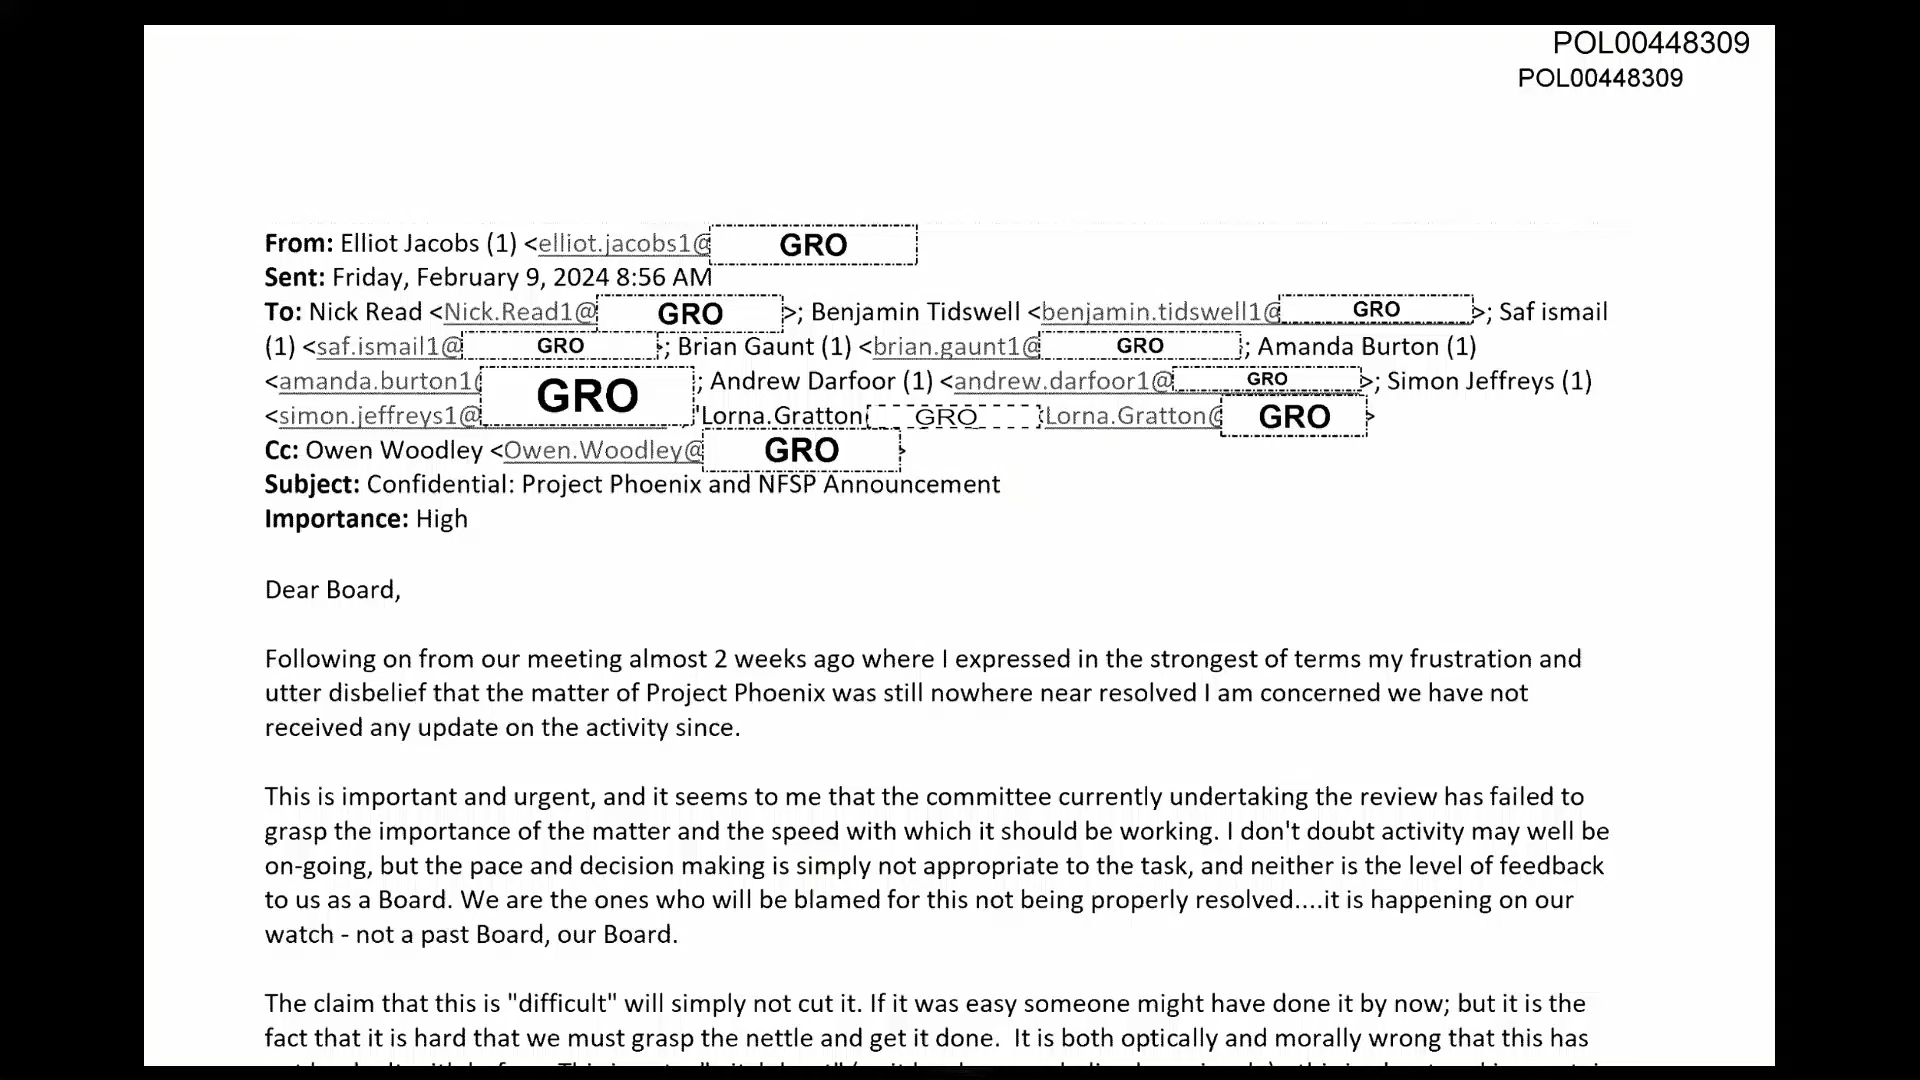 POL00448309
POL00448309
From: Elliot Jacobs (1) <elliot.jacobs1@ GRO
Sent: Friday, February 9, 2024 8:56 AM
To: Nick Read <Nick.Read1@ GRO >; Benjamin Tidswell <benjamin.tidswell1@ GRO >; Saf ismail
(1) <saf.ismail1@ GRO ; Brian Gaunt (1) <brian.gaunt1@ GRO ; Amanda Burton (1)
<amanda.burton1@ GRO ; Andrew Darfoor (1) <andrew.darfoor1@ GRO >; Simon Jeffreys (1)
<simon.jeffreys1@ GRO 'Lorna.Gratton GRO Lorna.Gratton@ GRO >
Cc: Owen Woodley <Owen.Woodley@ GRO >
Subject: Confidential: Project Phoenix and NFSP Announcement
Importance: High
Dear Board,
Following on from our meeting almost 2 weeks ago where I expressed in the strongest of terms my frustration and
utter disbelief that the matter of Project Phoenix was still nowhere near resolved I am concerned we have not
received any update on the activity since.
This is important and urgent, and it seems to me that the committee currently undertaking the review has failed to
grasp the importance of the matter and the speed with which it should be working. I don't doubt activity may well be
on-going, but the pace and decision making is simply not appropriate to the task, and neither is the level of feedback
to us as a Board. We are the ones who will be blamed for this not being properly resolved....it is happening on our
watch - not a past Board, our Board.
The claim that this is "difficult" will simply not cut it. If it was easy someone might have done it by now; but it is the
fact that it is hard that we must grasp the nettle and get it done.  It is both optically and morally wrong that this has